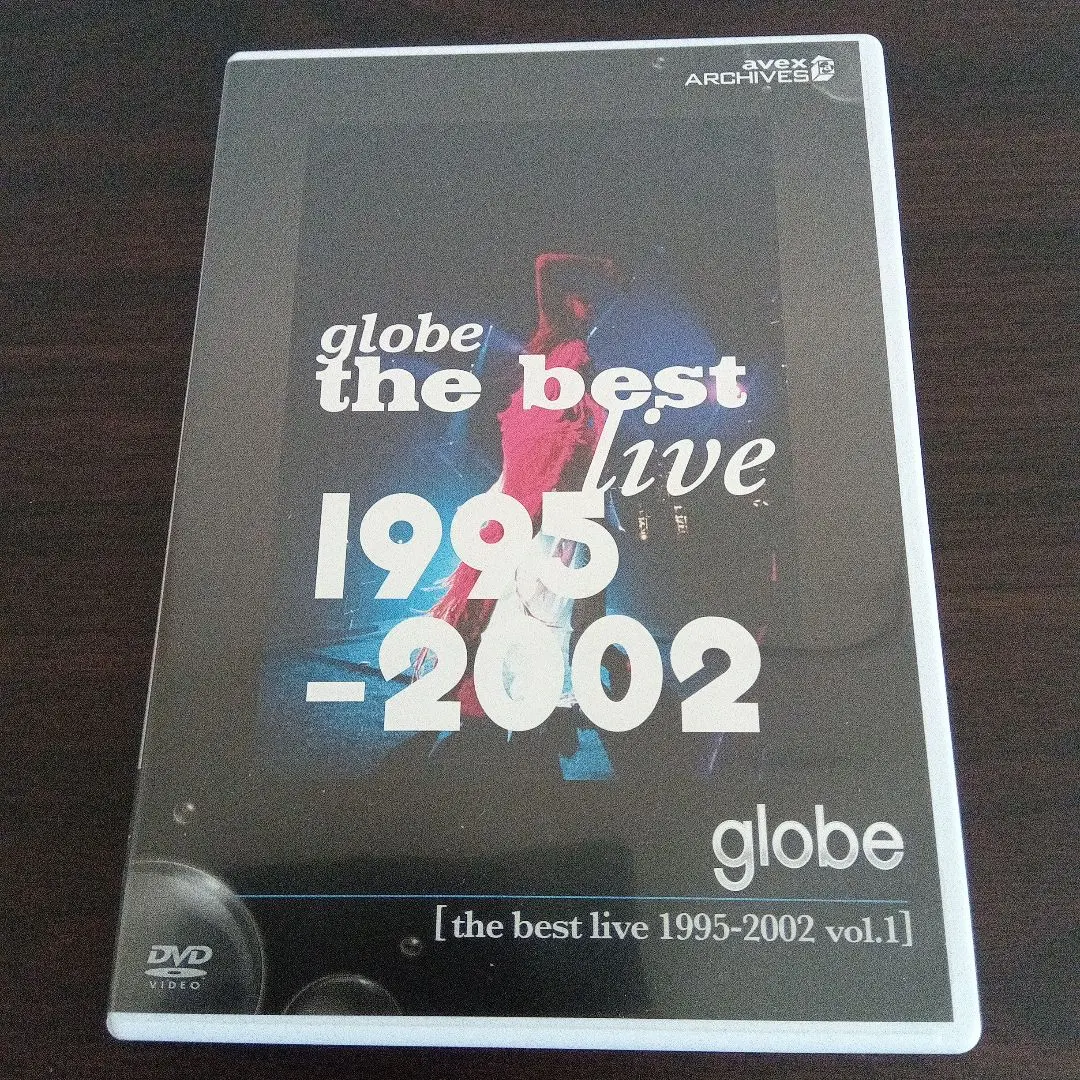 avex
ARCHIVES
globe
the best
live
1995
-2002
globe
[the best live 1995-2002 vol.1]
DVD
VIDEO